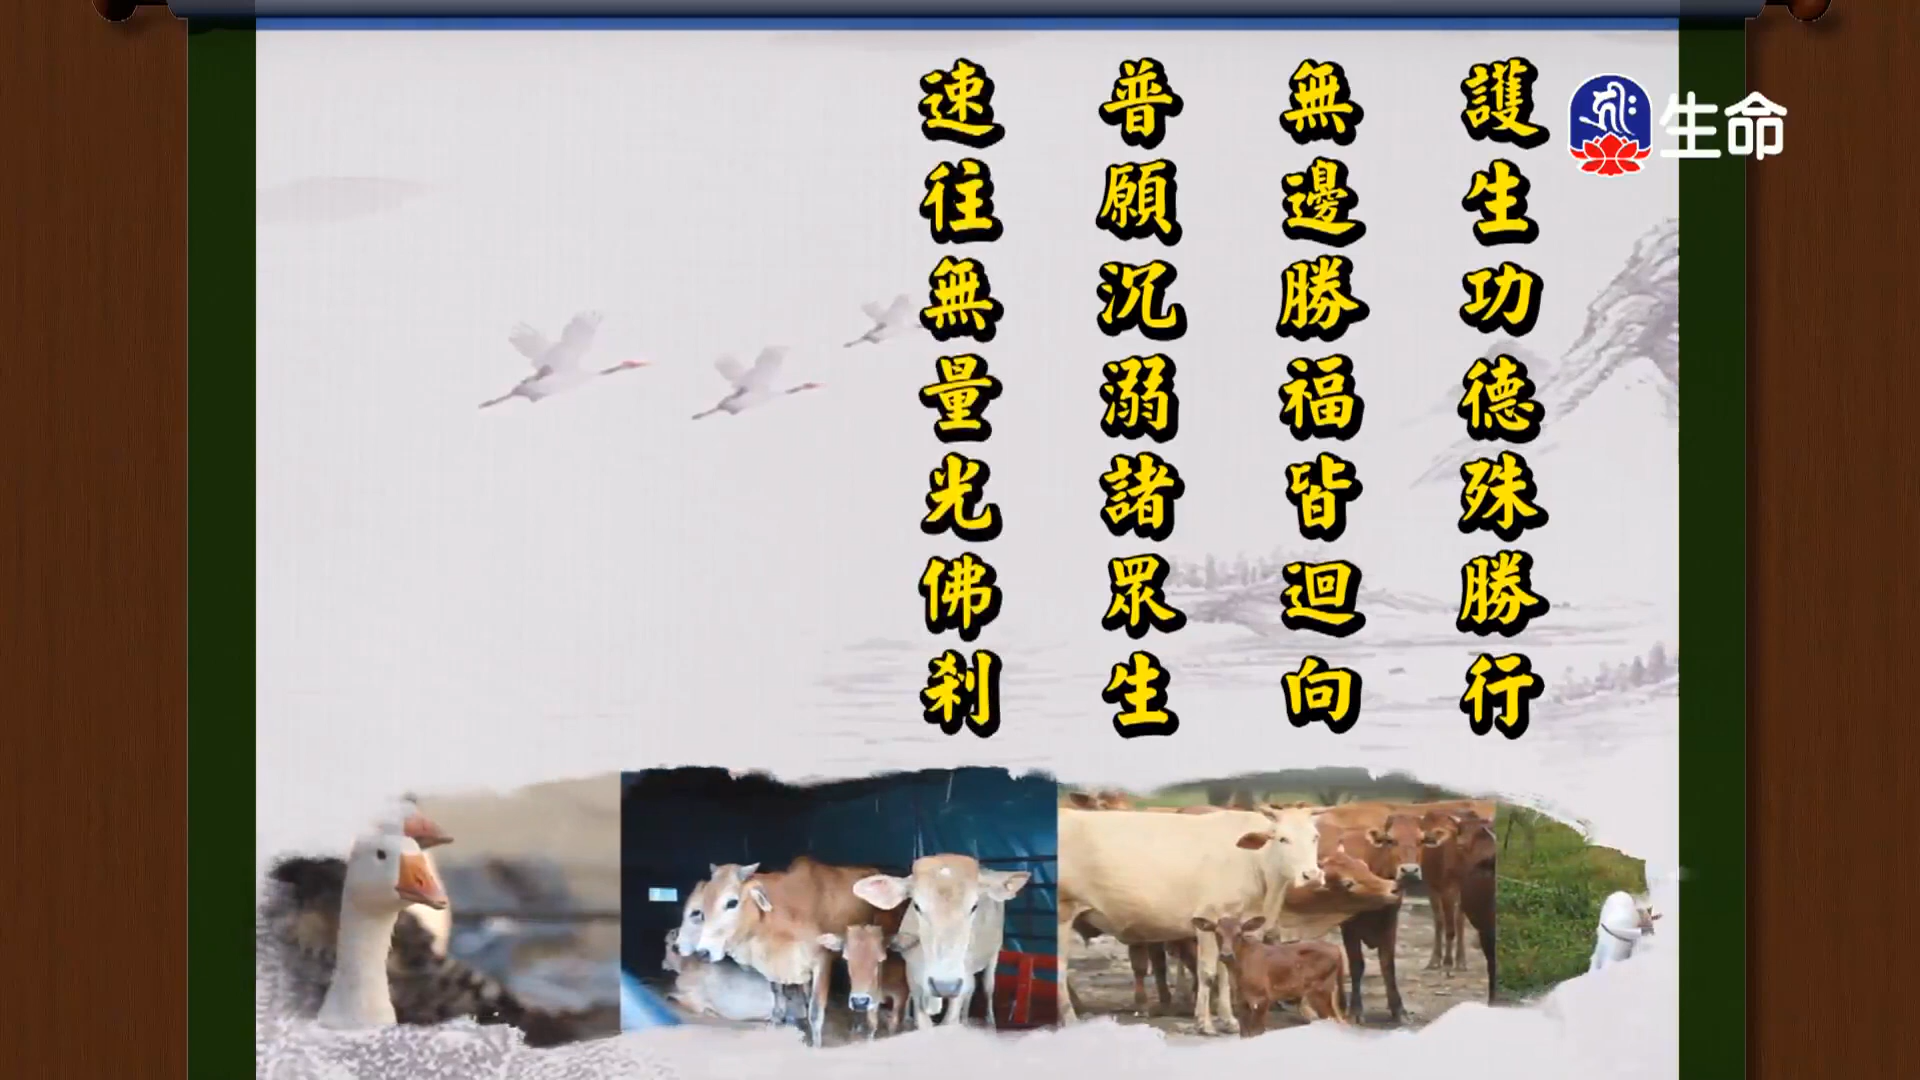 護生功德殊勝行
無邊勝福皆迴向
普願沉溺諸眾生
速往無量光佛剎
生命